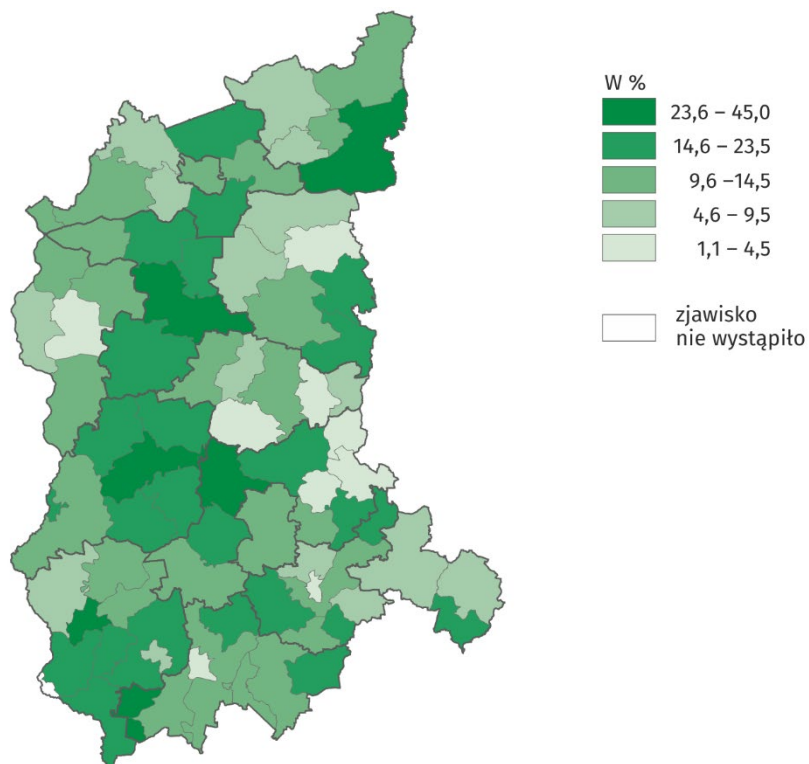 W %
23,6 – 45,0
14,6 – 23,5
9,6 –14,5
4,6 – 9,5
1,1 – 4,5
zjawisko
nie wystąpiło